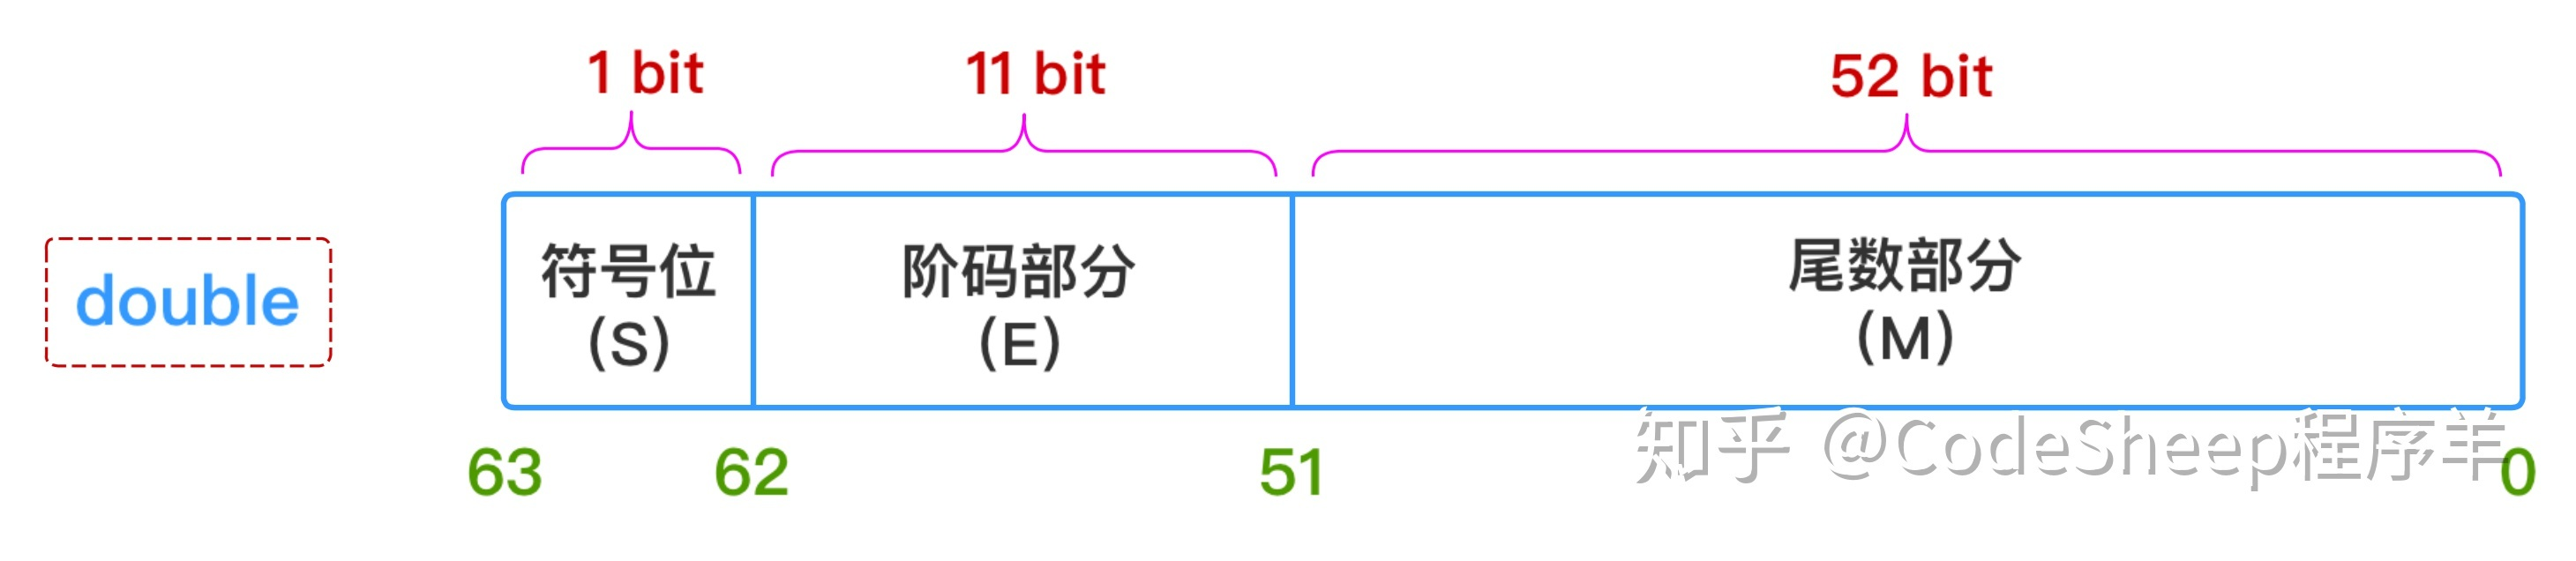 1 bit
11 bit
52 bit
double
符号位
(S)
阶码部分
(E)
尾数部分
(M)
63
62
51
0
知乎 @CodeSheep程序羊